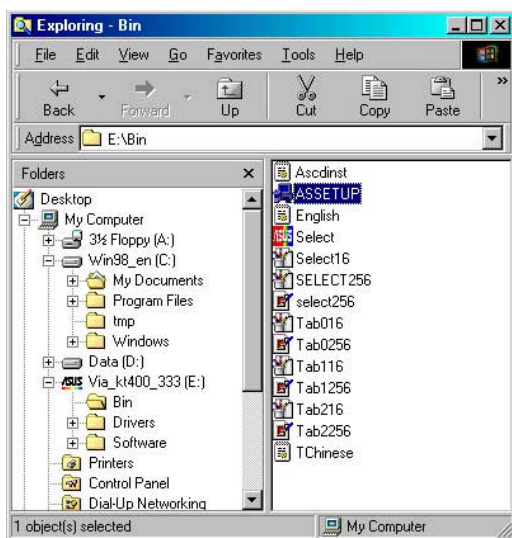 Exploring - Bin
File Edit View Go Favorites Tools Help
Back Forward Up Cut Copy Paste »
Address E:\Bin
Folders
Desktop
My Computer
3½ Floppy (A:)
Win98_en (C:)
My Documents
Program Files
tmp
Windows
Data (D:)
ASUS Via_kt400_333 (E:)
Bin
Drivers
Software
Printers
Control Panel
Dial-Up Networking
Ascdinst
ASSETUP
English
Select
Select16
SELECT256
select256
Tab016
Tab0256
Tab116
Tab1256
Tab216
Tab2256
TChinese
1 object(s) selected
My Computer